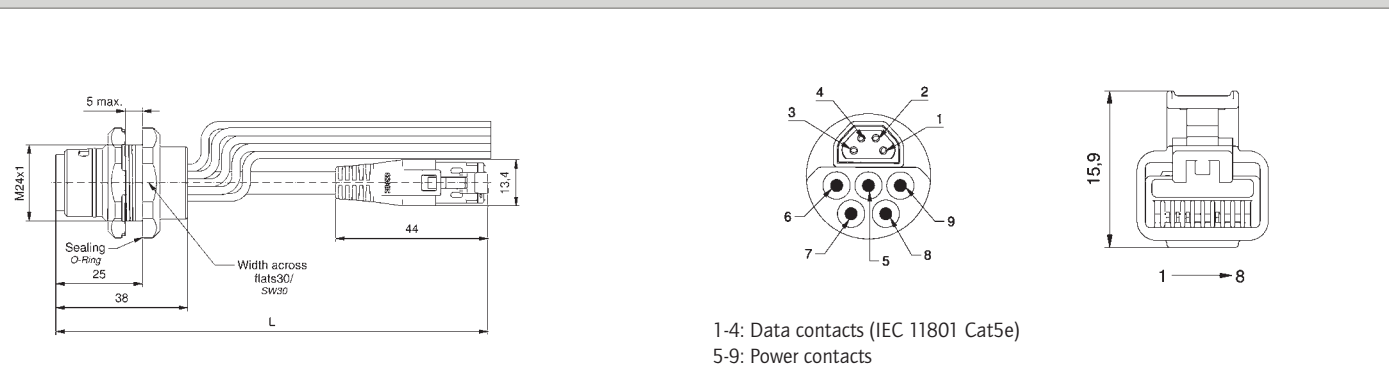 5 max.
M24x1
13,4
44
Sealing
O-Ring
25
38
Width across
flats30/
SW30
L
4
2
3
1
6
9
7
5
8
15,9
1 8
1-4: Data contacts (IEC 11801 Cat5e)
5-9: Power contacts